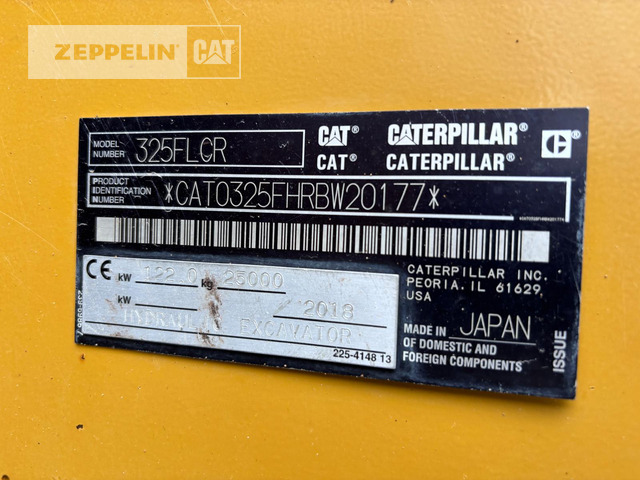 ZEPPELIN CAT
MODEL NUMBER 325FLCR
CAT CATERPILLAR
CAT® CATERPILLAR®
PRODUCT IDENTIFICATION NUMBER *CAT0325FHRBW20177*
CE kW 122.0 kg 25000
kW 2018
EXCAVATOR
225-4148 13
CATERPILLAR INC.
PEORIA. IL 61629,
USA
MADE IN JAPAN
OF DOMESTIC AND
FOREIGN COMPONENTS
ISSUE